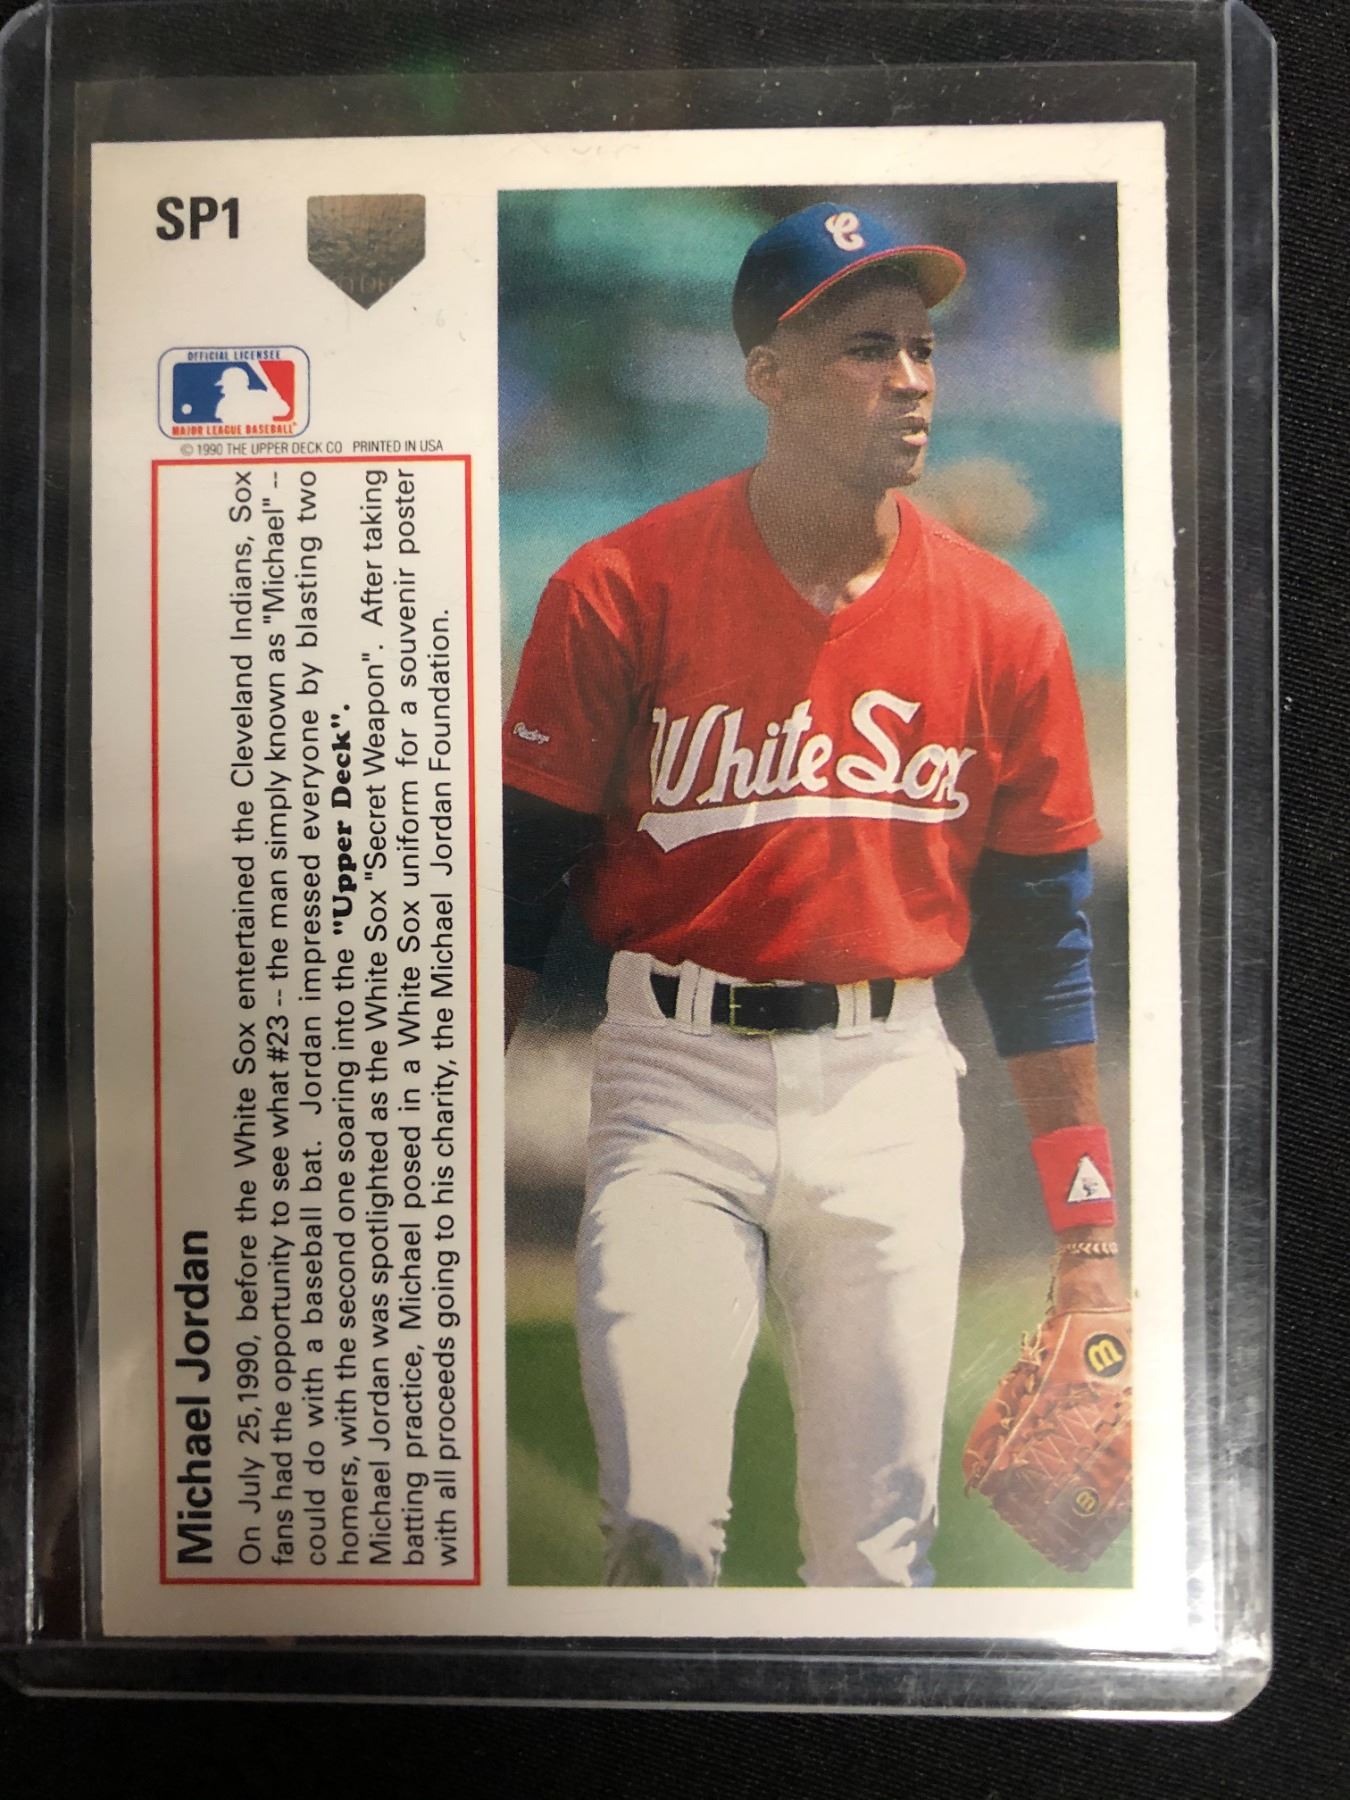 SP1
OFFICIAL LICENSEE
MAJOR LEAGUE BASEBALL
© 1990 THE UPPER DECK CO PRINTED IN USA
Michael Jordan
On July 25,1990, before the White Sox entertained the Cleveland Indians, Sox
fans had the opportunity to see what #23 -- the man simply known as "Michael" --
could do with a baseball bat. Jordan impressed everyone by blasting two
homers, with the second one soaring into the "Upper Deck".
Michael Jordan was spotlighted as the White Sox "Secret Weapon". After taking
batting practice, Michael posed in a White Sox uniform for a souvenir poster
with all proceeds going to his charity, the Michael Jordan Foundation.
C
Rawlings
White Sox
m
m